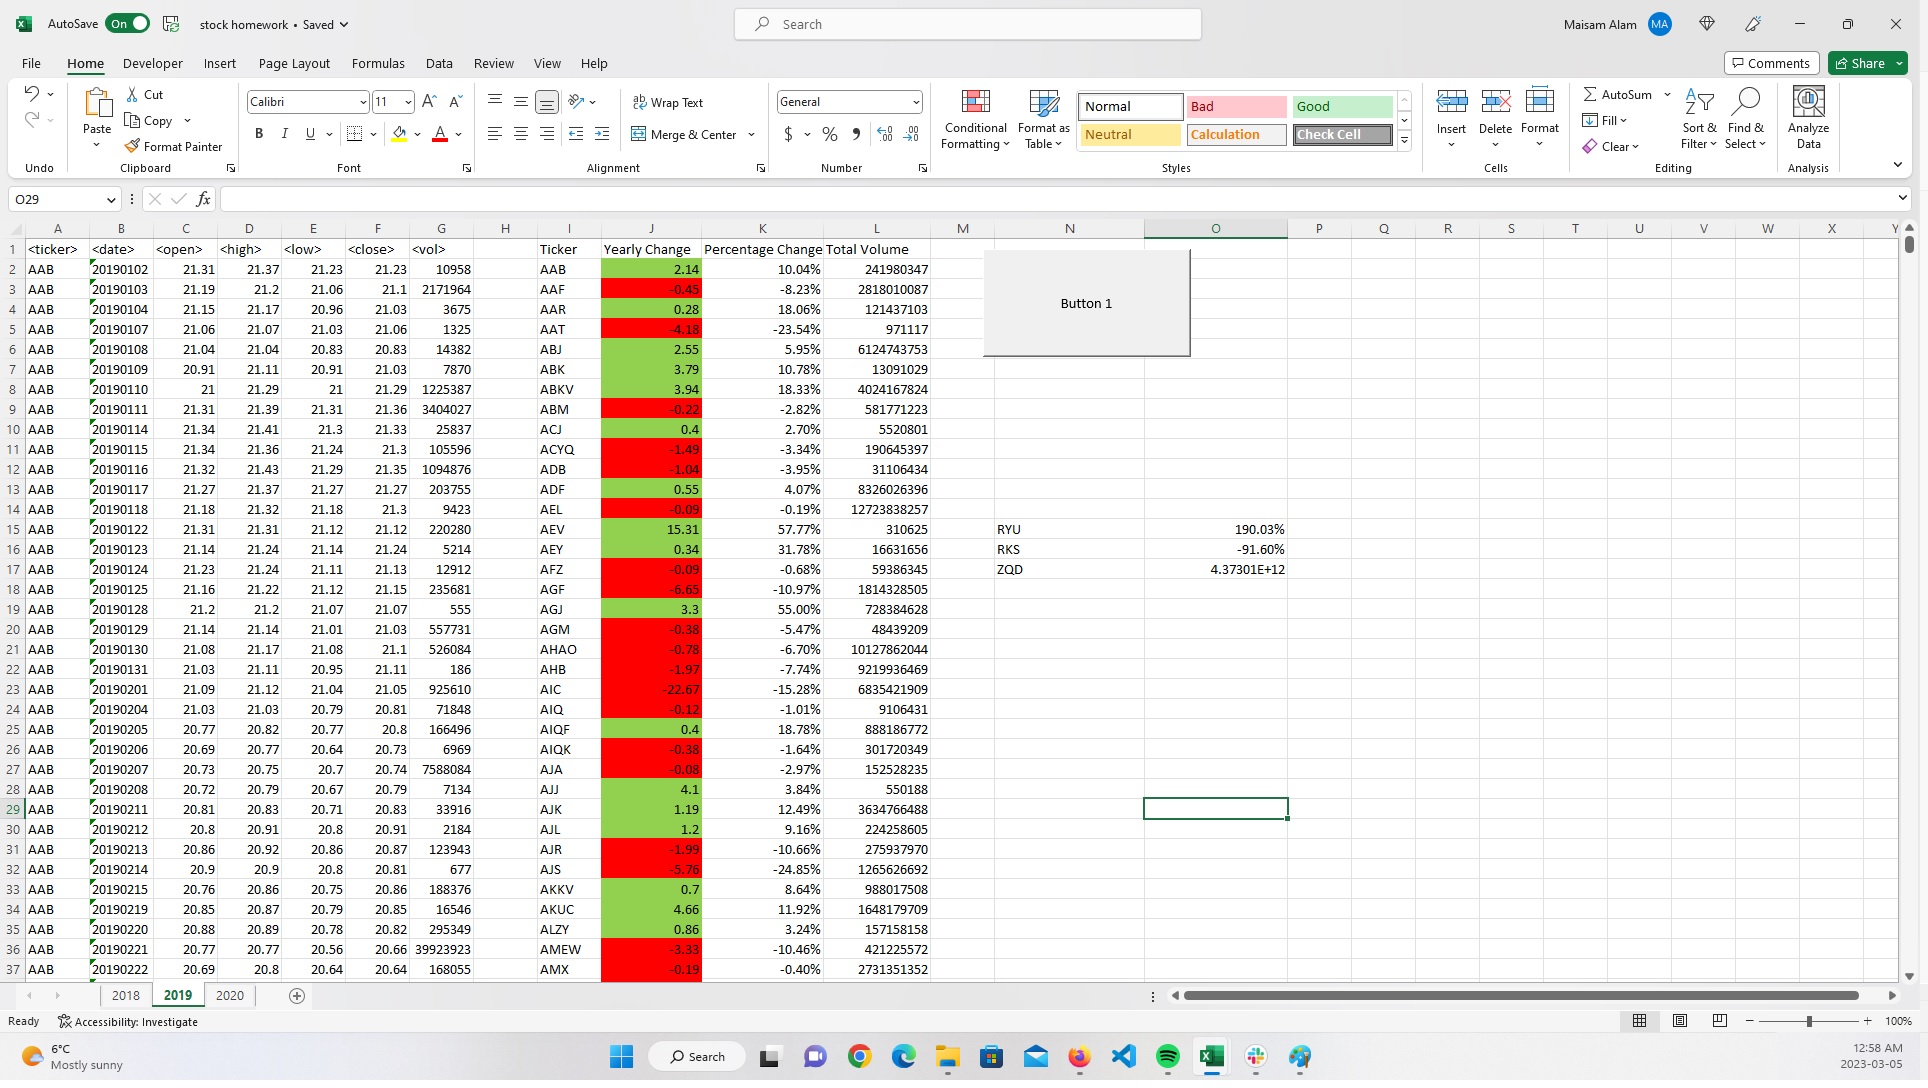 AutoSave On stock homework • Saved Search Maisam Alam MA
File Home Developer Insert Page Layout Formulas Data Review View Help Comments Share
Undo
Paste Cut Copy Format Painter Clipboard
Calibri 11 B I U A Font
Wrap Text Merge & Center Alignment
General $ % Number
Conditional Formatting Format as Table
Normal Bad Good
Neutral Calculation Check Cell
Styles
Insert Delete Format Cells
AutoSum Fill Clear Sort & Filter Find & Select Editing
Analyze Data Analysis
O29 fx
A B C D E F G H I J K L M N O P Q R S T U V W X Y
1 <ticker> <date> <open> <high> <low> <close> <vol> Ticker Yearly Change Percentage Change Total Volume
2 AAB 20190102 21.31 21.37 21.23 21.23 10958 AAB 2.14 10.04% 241980347
3 AAB 20190103 21.19 21.2 21.06 21.1 2171964 AAF -0.45 -8.23% 2818010087
Button 1
4 AAB 20190104 21.15 21.17 20.96 21.03 3675 AAR 0.28 18.06% 121437103
5 AAB 20190107 21.06 21.07 21.03 21.06 1325 AAT -4.18 -23.54% 971117
6 AAB 20190108 21.04 21.04 20.83 20.83 14382 ABJ 2.55 5.95% 6124743753
7 AAB 20190109 20.91 21.11 20.91 21.03 7870 ABK 3.79 10.78% 13091029
8 AAB 20190110 21 21.29 21 21.29 1225387 ABKV 3.94 18.33% 4024167824
9 AAB 20190111 21.31 21.39 21.31 21.36 3404027 ABM -0.22 -2.82% 581771223
10 AAB 20190114 21.34 21.41 21.3 21.33 25837 ACJ 0.4 2.70% 5520801
11 AAB 20190115 21.34 21.36 21.24 21.3 105596 ACYQ -1.49 -3.34% 190645397
12 AAB 20190116 21.32 21.43 21.29 21.35 1094876 ADB -1.04 -3.95% 31106434
13 AAB 20190117 21.27 21.37 21.27 21.27 203755 ADF 0.55 4.07% 8326026396
14 AAB 20190118 21.18 21.32 21.18 21.3 9423 AEL -0.09 -0.19% 12723838257
15 AAB 20190122 21.31 21.31 21.12 21.12 220280 AEV 15.31 57.77% 310625 RYU 190.03%
16 AAB 20190123 21.14 21.24 21.14 21.24 5214 AEY 0.34 31.78% 16631656 RKS -91.60%
17 AAB 20190124 21.23 21.24 21.11 21.13 12912 AFZ -0.09 -0.68% 59386345 ZQD 4.37301E+12
18 AAB 20190125 21.16 21.22 21.12 21.15 235681 AGF -6.65 -10.97% 1814328505
19 AAB 20190128 21.2 21.2 21.07 21.07 555 AGJ 3.3 55.00% 728384628
20 AAB 20190129 21.14 21.14 21.01 21.03 557731 AGM -0.38 -5.47% 48439209
21 AAB 20190130 21.08 21.17 21.08 21.1 526084 AHAO -0.78 -6.70% 10127862044
22 AAB 20190131 21.03 21.11 20.95 21.11 186 AHB -1.97 -7.74% 9219936469
23 AAB 20190201 21.09 21.12 21.04 21.05 925610 AIC -22.67 -15.28% 6835421909
24 AAB 20190204 21.03 21.03 20.79 20.81 71848 AIQ -0.12 -1.01% 9106431
25 AAB 20190205 20.77 20.82 20.77 20.8 166496 AIQF 0.4 18.78% 888186772
26 AAB 20190206 20.69 20.77 20.64 20.73 6969 AIQK -0.38 -1.64% 301720349
27 AAB 20190207 20.73 20.75 20.7 20.74 7588084 AJA -0.08 -2.97% 152528235
28 AAB 20190208 20.72 20.79 20.67 20.79 7134 AJJ 4.1 3.84% 550188
29 AAB 20190211 20.81 20.83 20.71 20.83 33916 AJK 1.19 12.49% 3634766488
30 AAB 20190212 20.8 20.91 20.8 20.91 2184 AJL 1.2 9.16% 224258605
31 AAB 20190213 20.86 20.92 20.86 20.87 123943 AJR -1.99 -10.66% 275937970
32 AAB 20190214 20.9 20.9 20.8 20.81 677 AJS -5.76 -24.85% 1265626692
33 AAB 20190215 20.76 20.86 20.75 20.86 188376 AKKV 0.7 8.64% 988017508
34 AAB 20190219 20.85 20.87 20.79 20.85 16546 AKUC 4.66 11.92% 1648179709
35 AAB 20190220 20.88 20.89 20.78 20.82 295349 ALZY 0.86 3.24% 157158158
36 AAB 20190221 20.77 20.77 20.56 20.66 39923923 AMEW -3.33 -10.46% 421225572
37 AAB 20190222 20.69 20.8 20.64 20.64 168055 AMX -0.19 -0.40% 2731351352
2018 2019 2020
Ready Accessibility: Investigate 100%
6°C
Mostly sunny
Search
12:58 AM
2023-03-05